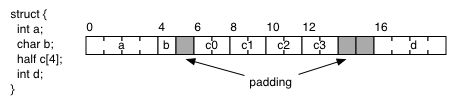 struct {
int a;
char b;
half c[4];
int d;
}
0 4 6 8 10 12 16
a b c0 c1 c2 c3 d
padding